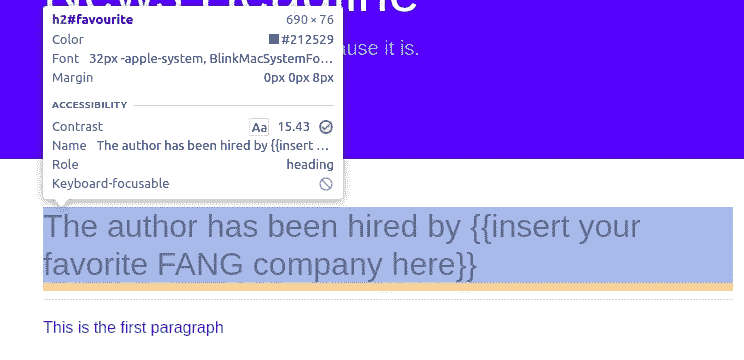 News Headline
h2#favourite 690 × 76
ause it is.
Color #212529
Font 32px -apple-system, BlinkMacSystemFo…
Margin 0px 0px 8px
ACCESSIBILITY
Contrast Aa 15.43
Name The author has been hired by {{insert …
Role heading
Keyboard-focusable
The author has been hired by {{insert your
favorite FANG company here}}
This is the first paragraph